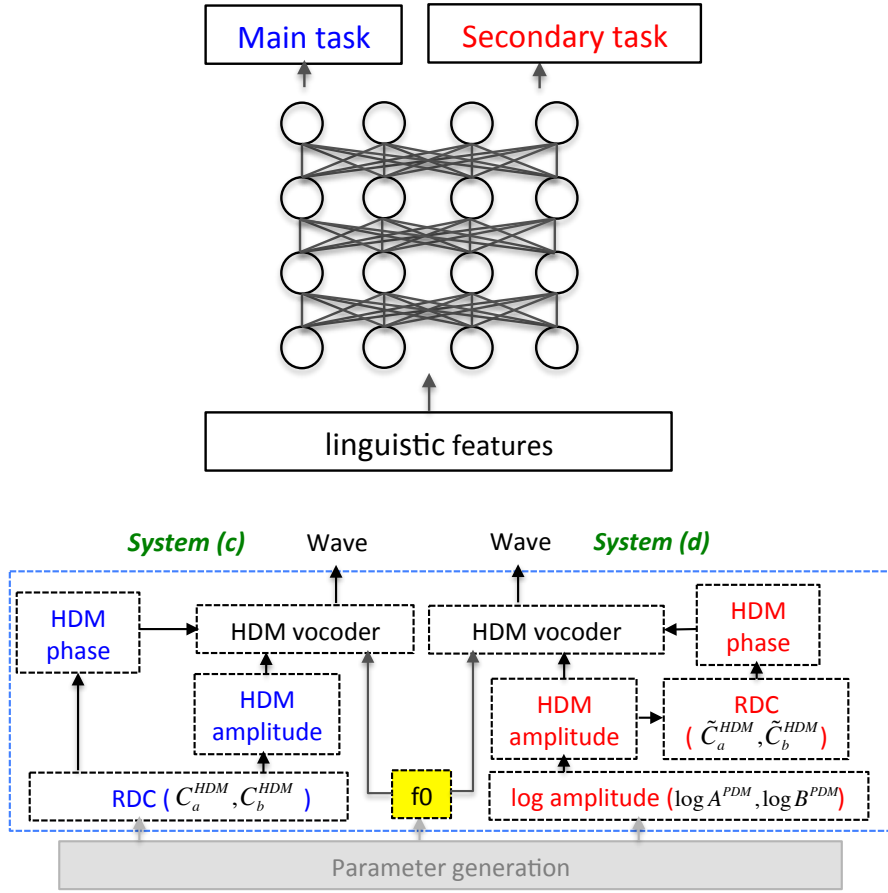 Main task
Secondary task
linguistic features
System (c)
Wave
Wave
System (d)
HDM
phase
HDM vocoder
HDM vocoder
HDM
phase
HDM
amplitude
HDM
amplitude
RDC
( C̃_a^{HDM}, C̃_b^{HDM} )
RDC ( C_a^{HDM}, C_b^{HDM} )
f0
log amplitude (log A^{PDM}, log B^{PDM})
Parameter generation